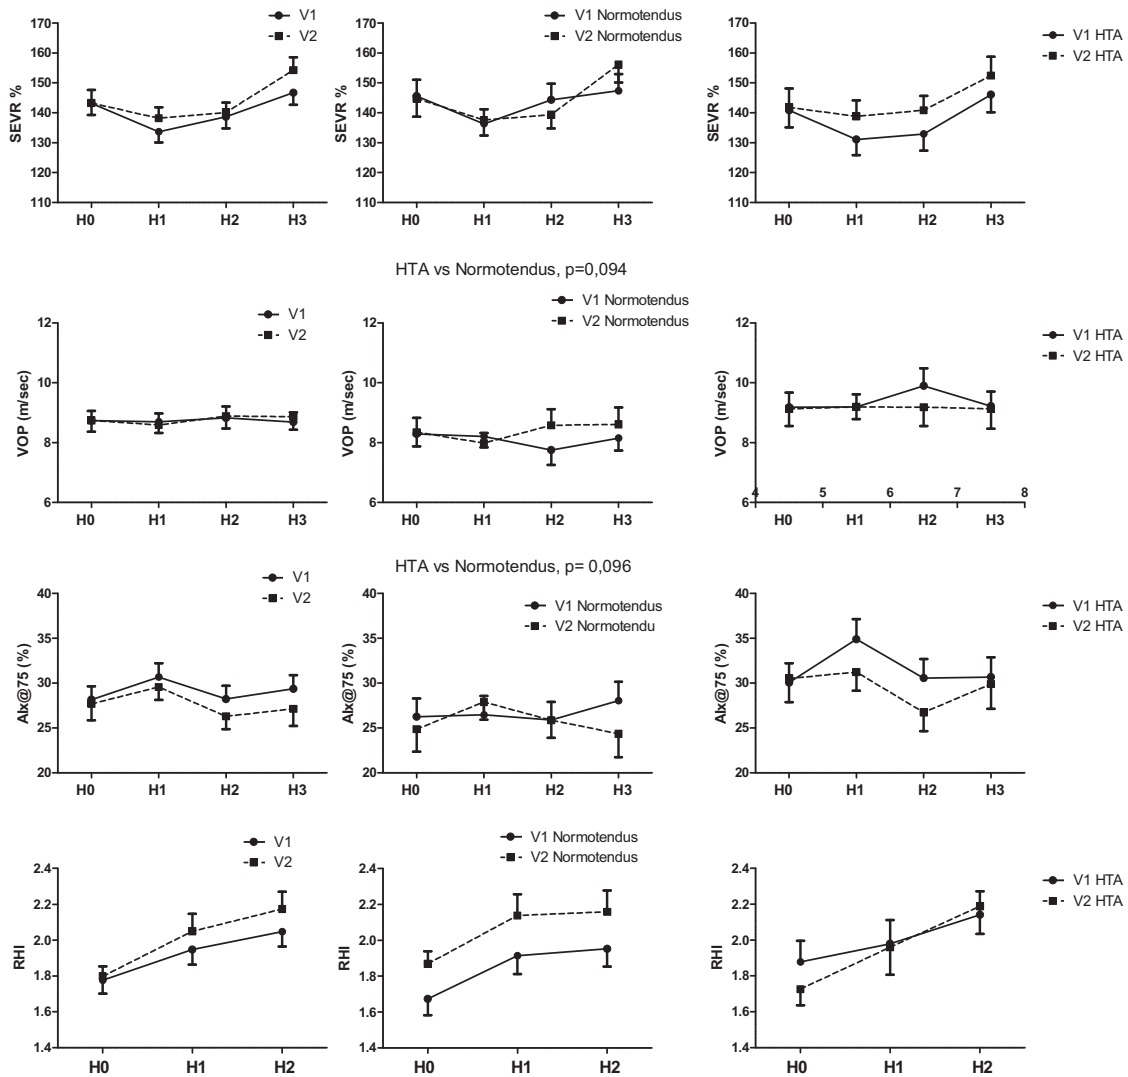 V1
V2
170
160
150
140
130
120
110
SEVR %
H0 H1 H2 H3
V1 Normotendus
V2 Normotendus
170
160
150
140
130
120
110
SEVR %
H0 H1 H2 H3
V1 HTA
V2 HTA
170
160
150
140
130
120
110
SEVR %
H0 H1 H2 H3
HTA vs Normotendus, p=0,094
V1
V2
12
10
8
6
VOP (m/sec)
H0 H1 H2 H3
V1 Normotendus
V2 Normotendus
12
10
8
6
VOP (m/sec)
H0 H1 H2 H3
V1 HTA
V2 HTA
12
10
8
6
VOP (m/sec)
4 5 6 7 8
H0 H1 H2 H3
HTA vs Normotendus, p= 0,096
V1
V2
40
35
30
25
20
AIx@75 (%)
H0 H1 H2 H3
V1 Normotendus
V2 Normotendu
40
35
30
25
20
AIx@75 (%)
H0 H1 H2 H3
V1 HTA
V2 HTA
40
35
30
25
20
AIx@75 (%)
H0 H1 H2 H3
V1
V2
2.4
2.2
2.0
1.8
1.6
1.4
RHI
H0 H1 H2
V1 Normotendus
V2 Normotendus
2.4
2.2
2.0
1.8
1.6
1.4
RHI
H0 H1 H2
V1 HTA
V2 HTA
2.4
2.2
2.0
1.8
1.6
1.4
RHI
H0 H1 H2